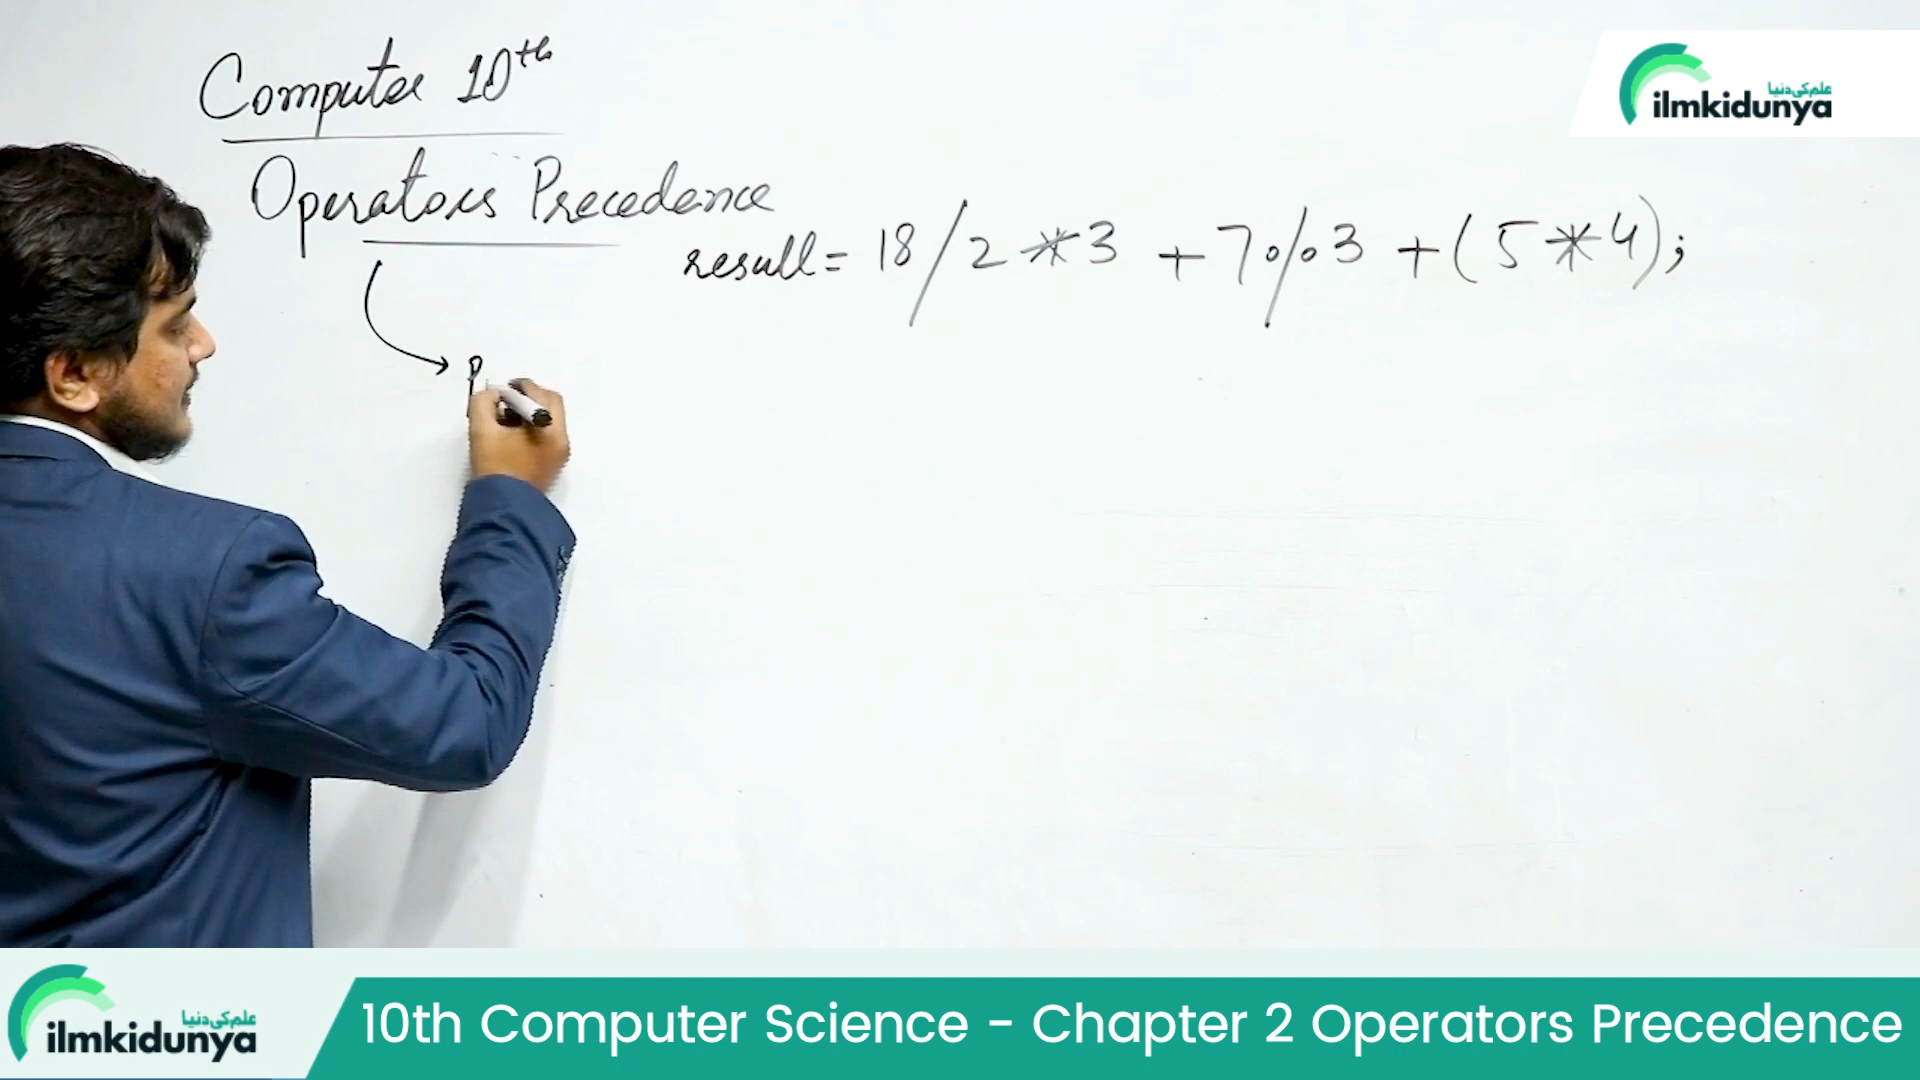 Computer 10th
Operators Precedence
result = 18/2 * 3 + 7 % 3 + (5 * 4);
P
علم کی دنیا
ilmkidunya
علم کی دنیا
ilmkidunya
10th Computer Science - Chapter 2 Operators Precedence